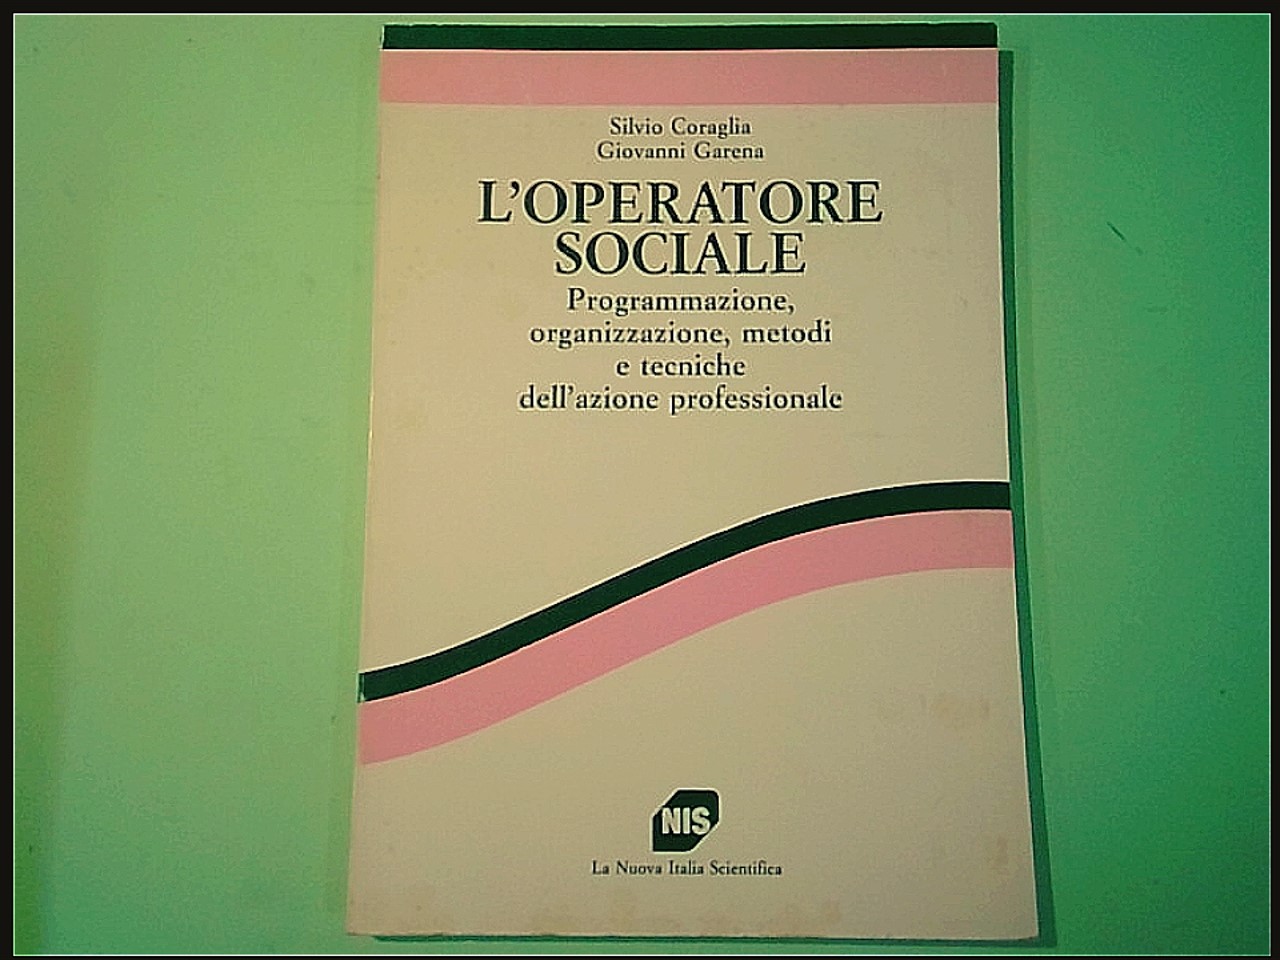 Silvio Coraglia
Giovanni Garena
L'OPERATORE
SOCIALE
Programmazione,
organizzazione, metodi
e tecniche
dell'azione professionale
NIS
La Nuova Italia Scientifica